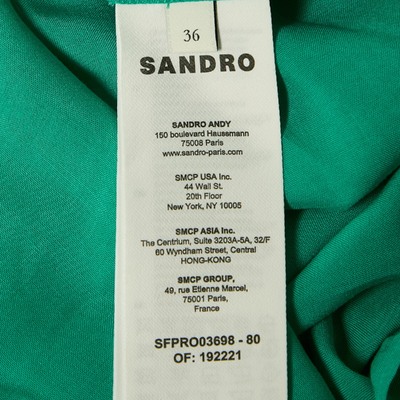 36
SANDRO
SANDRO ANDY
150 boulevard Haussmann
75008 Paris
www.sandro-paris.com
SMCP USA Inc.
44 Wall St.
20th Floor
New York, NY 10005
SMCP ASIA Inc.
The Centrium, Suite 3203A-5A, 32/F
60 Wyndham Street, Central
HONG-KONG
SMCP GROUP,
49, rue Etienne Marcel,
75001 Paris,
France
SFPRO03698 - 80
OF: 192221